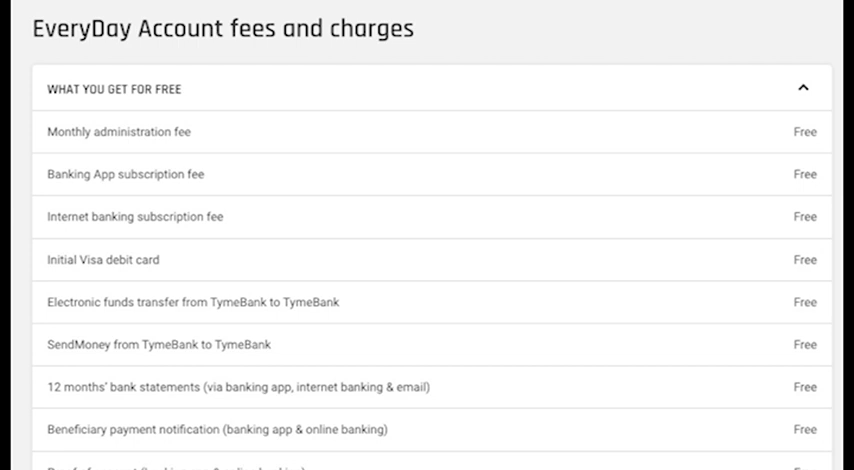 EveryDay Account fees and charges
WHAT YOU GET FOR FREE
Monthly administration fee Free
Banking App subscription fee Free
Internet banking subscription fee Free
Initial Visa debit card Free
Electronic funds transfer from TymeBank to TymeBank Free
SendMoney from TymeBank to TymeBank Free
12 months' bank statements (via banking app, internet banking & email) Free
Beneficiary payment notification (banking app & online banking) Free